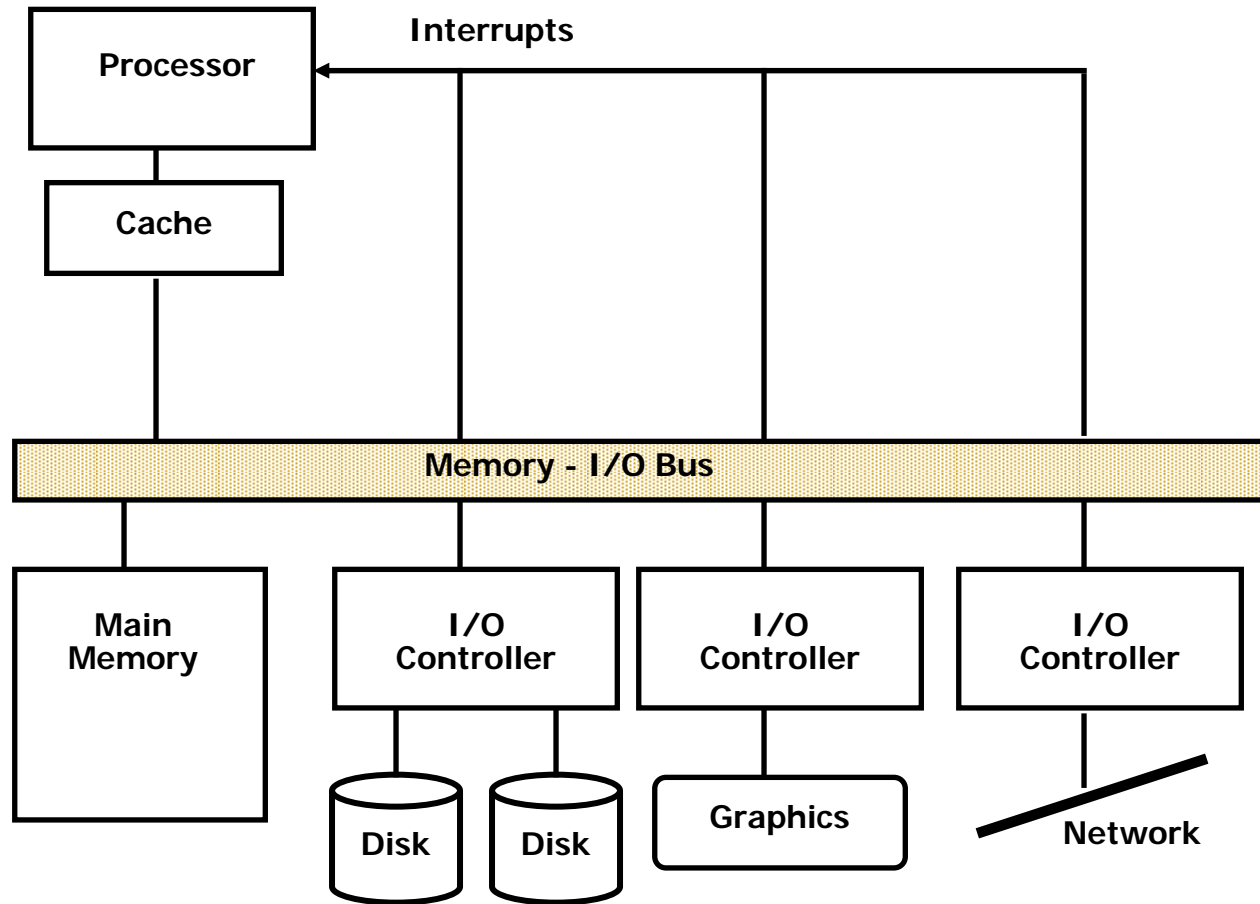 Interrupts
Processor
Cache
Memory - I/O Bus
Main
Memory
I/O
Controller
I/O
Controller
I/O
Controller
Disk
Disk
Graphics
Network